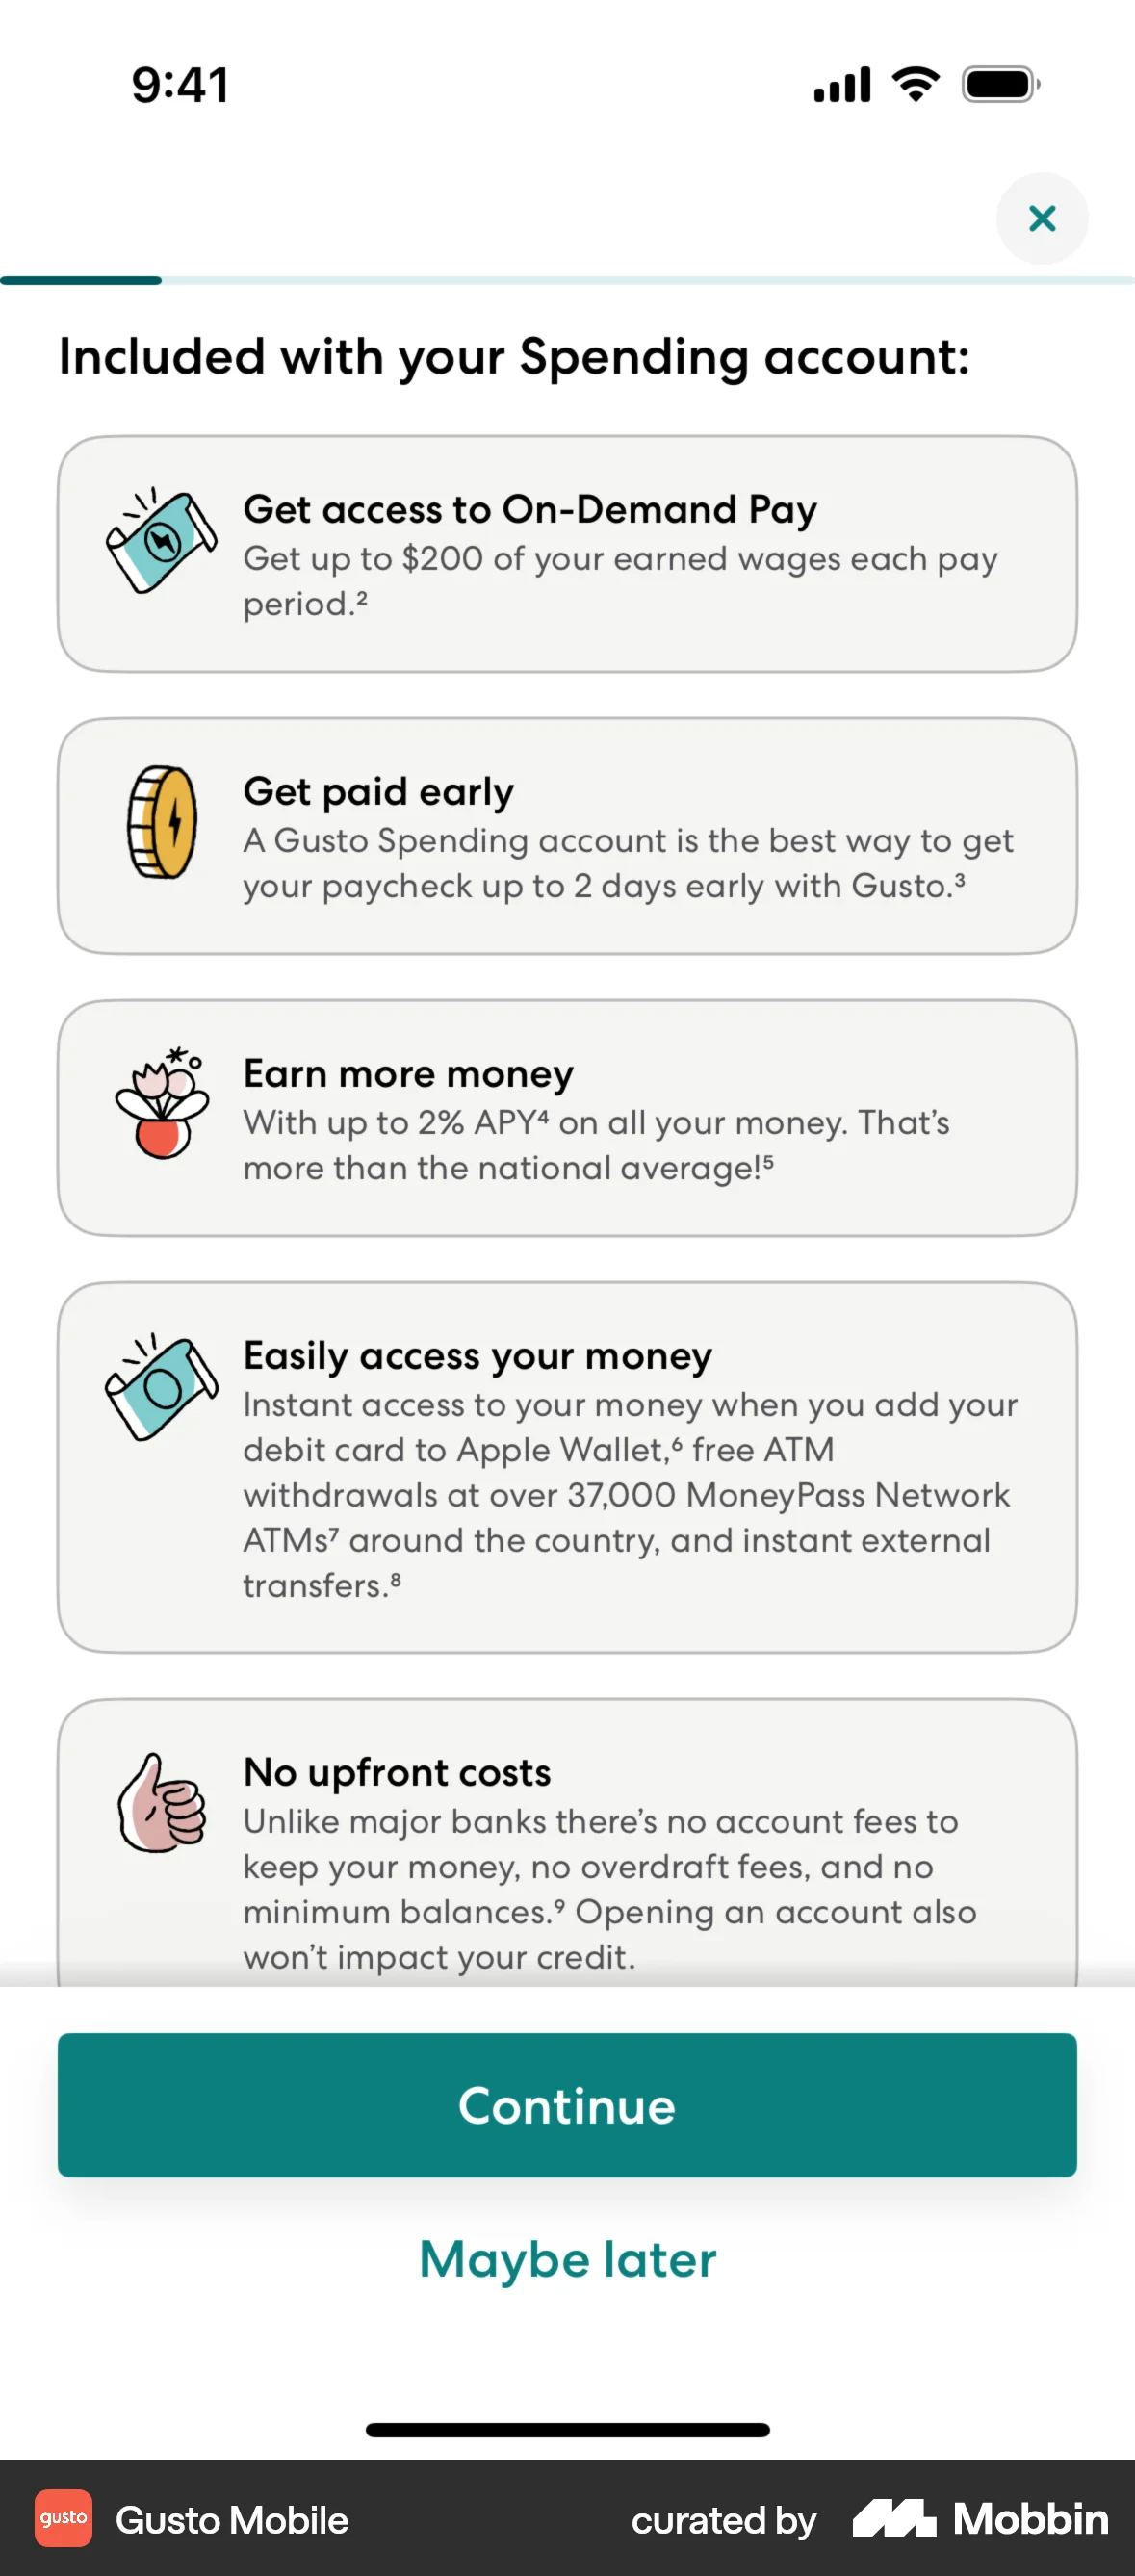 9:41
Included with your Spending account:
Get access to On-Demand Pay
Get up to $200 of your earned wages each pay
period.²
Get paid early
A Gusto Spending account is the best way to get
your paycheck up to 2 days early with Gusto.³
Earn more money
With up to 2% APY⁴ on all your money. That’s
more than the national average!⁵
Easily access your money
Instant access to your money when you add your
debit card to Apple Wallet,⁶ free ATM
withdrawals at over 37,000 MoneyPass Network
ATMs⁷ around the country, and instant external
transfers.⁸
No upfront costs
Unlike major banks there’s no account fees to
keep your money, no overdraft fees, and no
minimum balances.⁹ Opening an account also
won’t impact your credit.
Continue
Maybe later
gusto Gusto Mobile curated by Mobbin